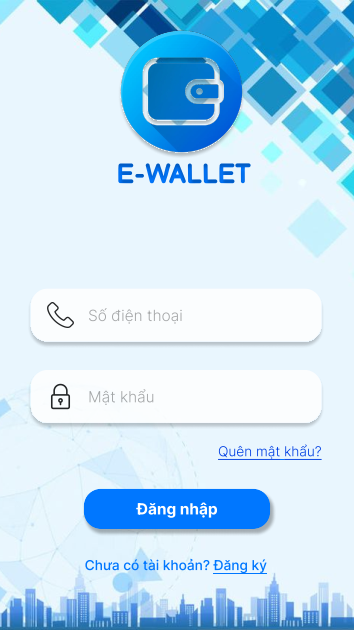 E-WALLET
Số điện thoại
Mật khẩu
Quên mật khẩu?
Đăng nhập
Chưa có tài khoản? Đăng ký